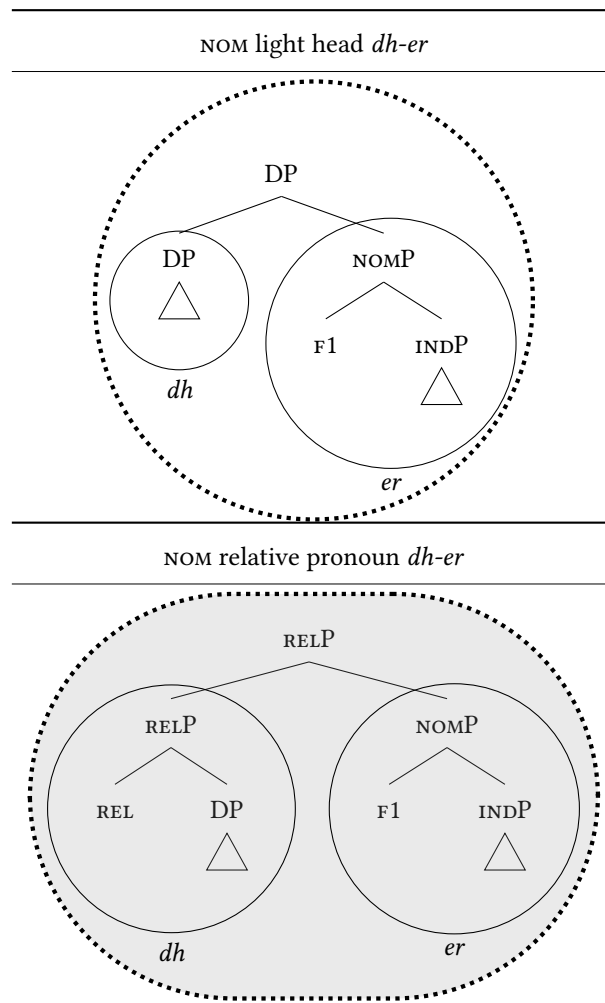 NOM light head dh-er
DP
DP NOMP
F1 INDP
dh
er
NOM relative pronoun dh-er
RELP
RELP NOMP
REL DP F1 INDP
dh er